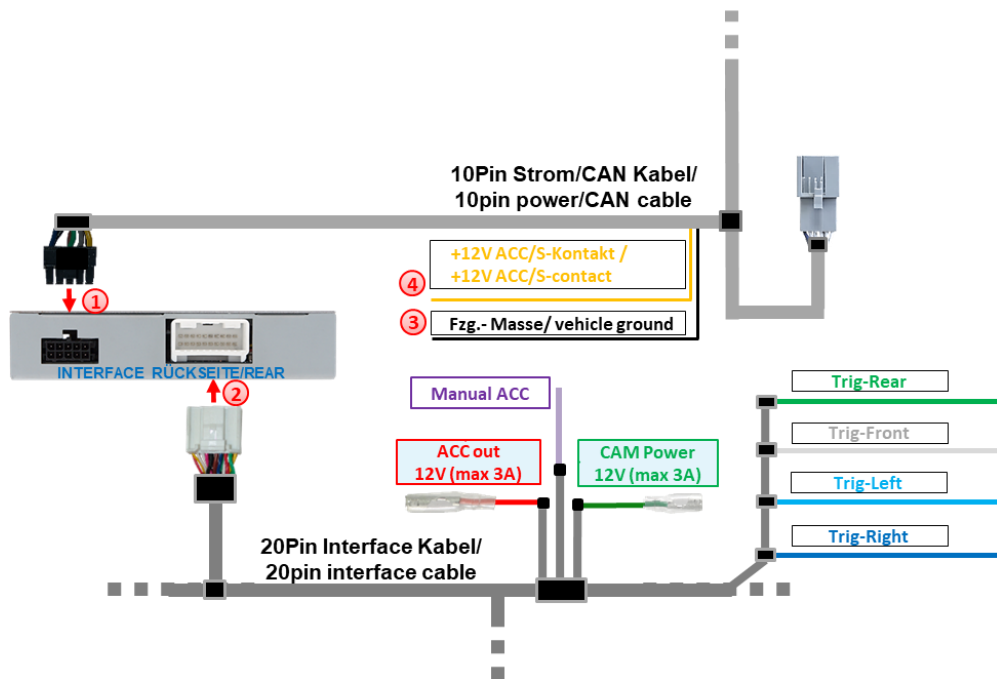 10Pin Strom/CAN Kabel/
10pin power/CAN cable
+12V ACC/S-Kontakt /
+12V ACC/S-contact
4
1
3
Fzg.- Masse/ vehicle ground
INTERFACE RÜCKSEITE/REAR
2
Manual ACC
Trig-Rear
Trig-Front
ACC out
12V (max 3A)
CAM Power
12V (max 3A)
Trig-Left
Trig-Right
20Pin Interface Kabel/
20pin interface cable